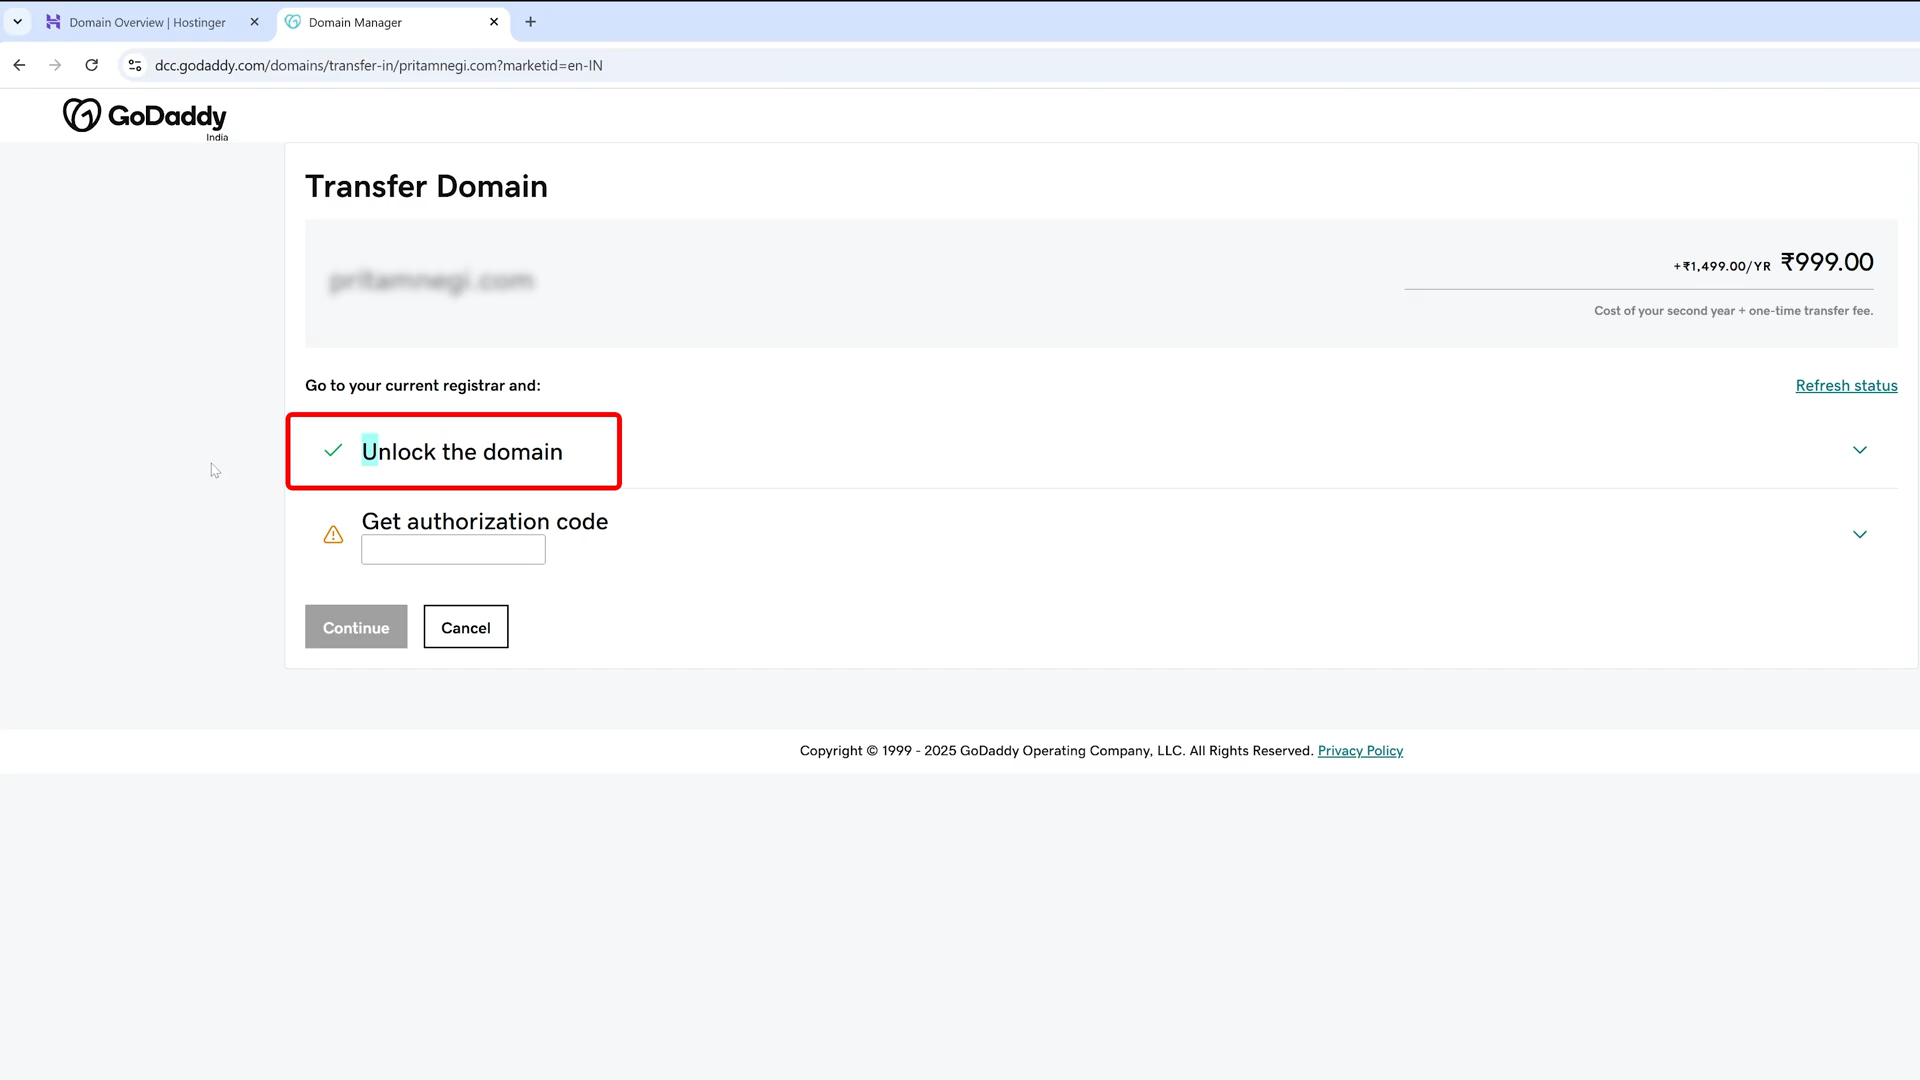 Domain Overview | Hostinger
Domain Manager
dcc.godaddy.com/domains/transfer-in/pritamnegi.com?marketid=en-IN
GoDaddy
India
Transfer Domain
pritamnegi.com
+₹1,499.00/YR ₹999.00
Cost of your second year + one-time transfer fee.
Go to your current registrar and:
Refresh status
Unlock the domain
Get authorization code
Continue
Cancel
Copyright © 1999 - 2025 GoDaddy Operating Company, LLC. All Rights Reserved. Privacy Policy